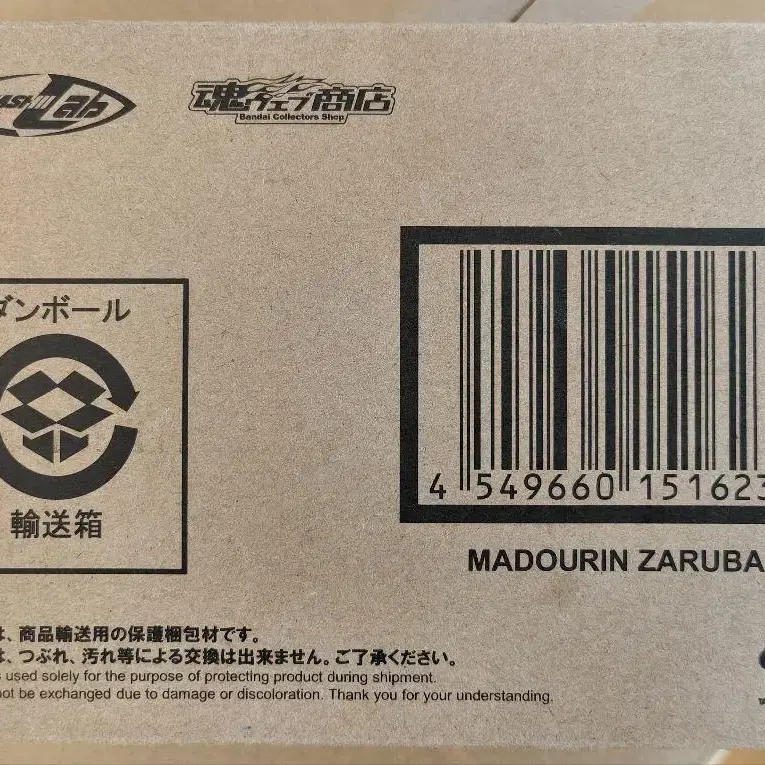 Lab
魂ウェブ商店
Bandai Collectors Shop
ダンボール
輸送箱
4 549660 151623
MADOURIN ZARUBA
は、商品輸送用の保護梱包材です。
は、つぶれ、汚れ等による交換は出来ません。ご了承ください。
s used solely for the purpose of protecting product during shipment.
not be exchanged due to damage or discoloration. Thank you for your understanding.